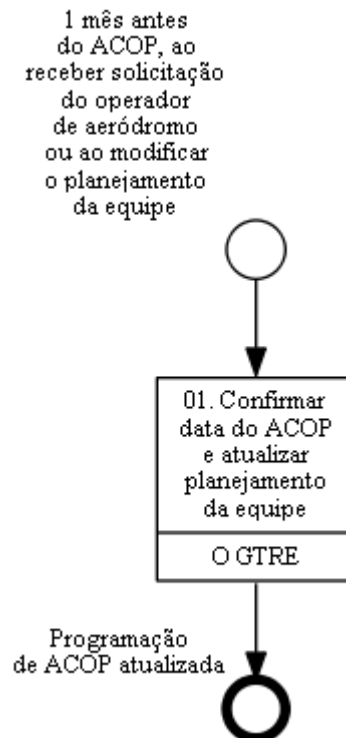 1 mês antes
do ACOP, ao
receber solicitação
do operador
de aeródromo
ou ao modificar
o planejamento
da equipe
01. Confirmar
data do ACOP
e atualizar
planejamento
da equipe
O GTRE
Programação
de ACOP atualizada